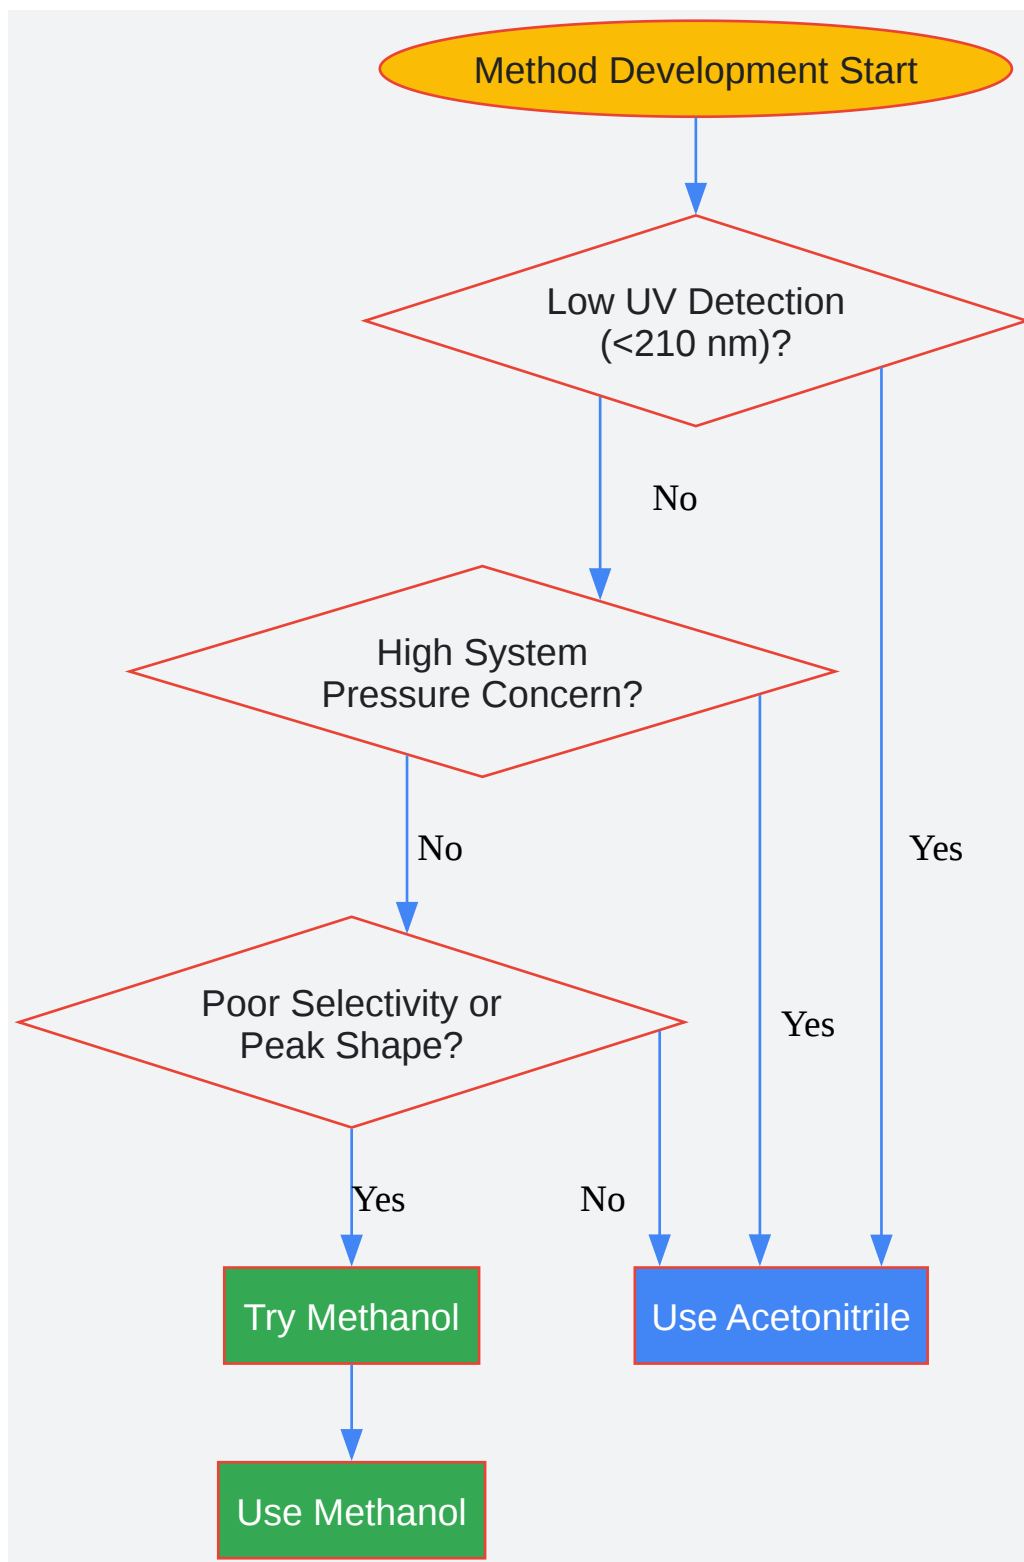 Method Development Start
Low UV Detection
(<210 nm)?
No
High System
Pressure Concern?
No
Yes
Poor Selectivity or
Peak Shape?
Yes
Yes
No
Try Methanol
Use Acetonitrile
Use Methanol